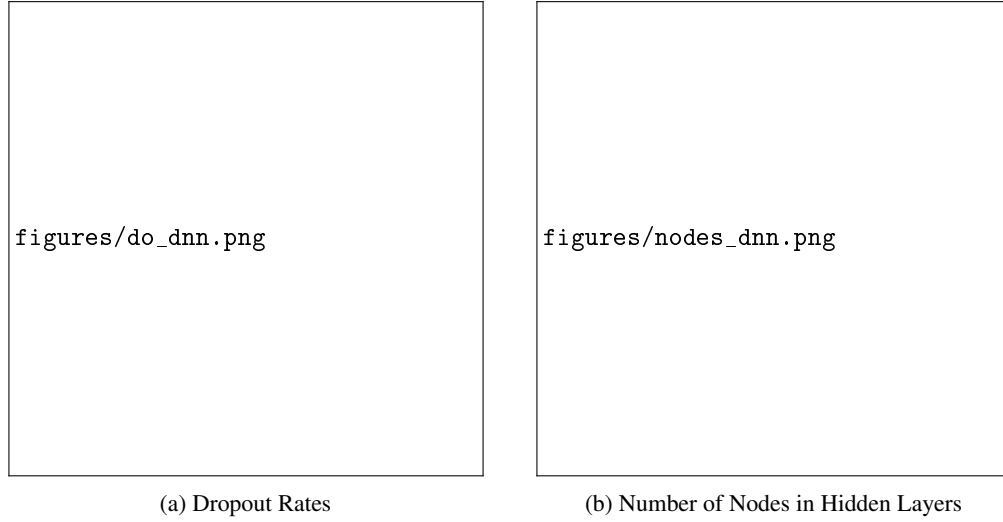 figures/do_dnn.png
figures/nodes_dnn.png
(a) Dropout Rates
(b) Number of Nodes in Hidden Layers